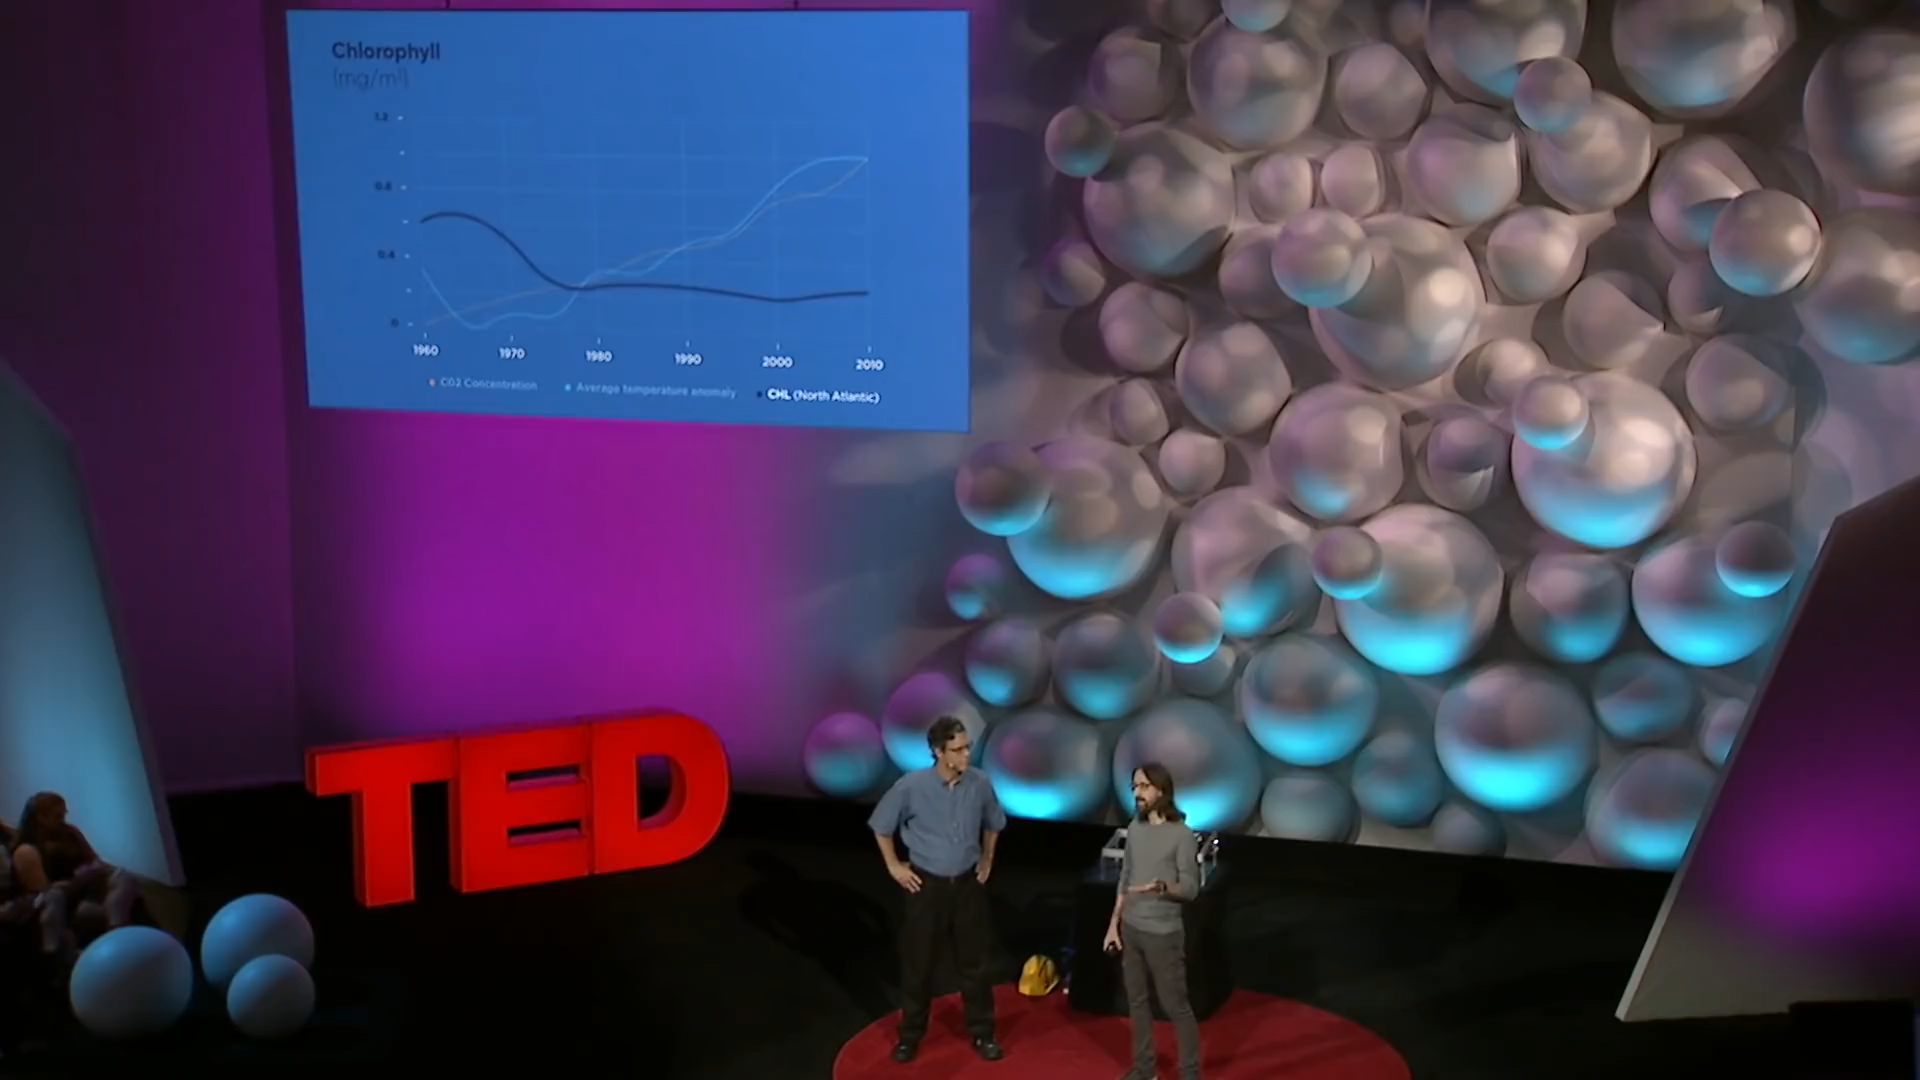 Chlorophyll
(mg/m³)
1.2
0.8
0.4
0
1960 1970 1980 1990 2000 2010
CO2 Concentration Average temperature anomaly CHL (North Atlantic)
TED